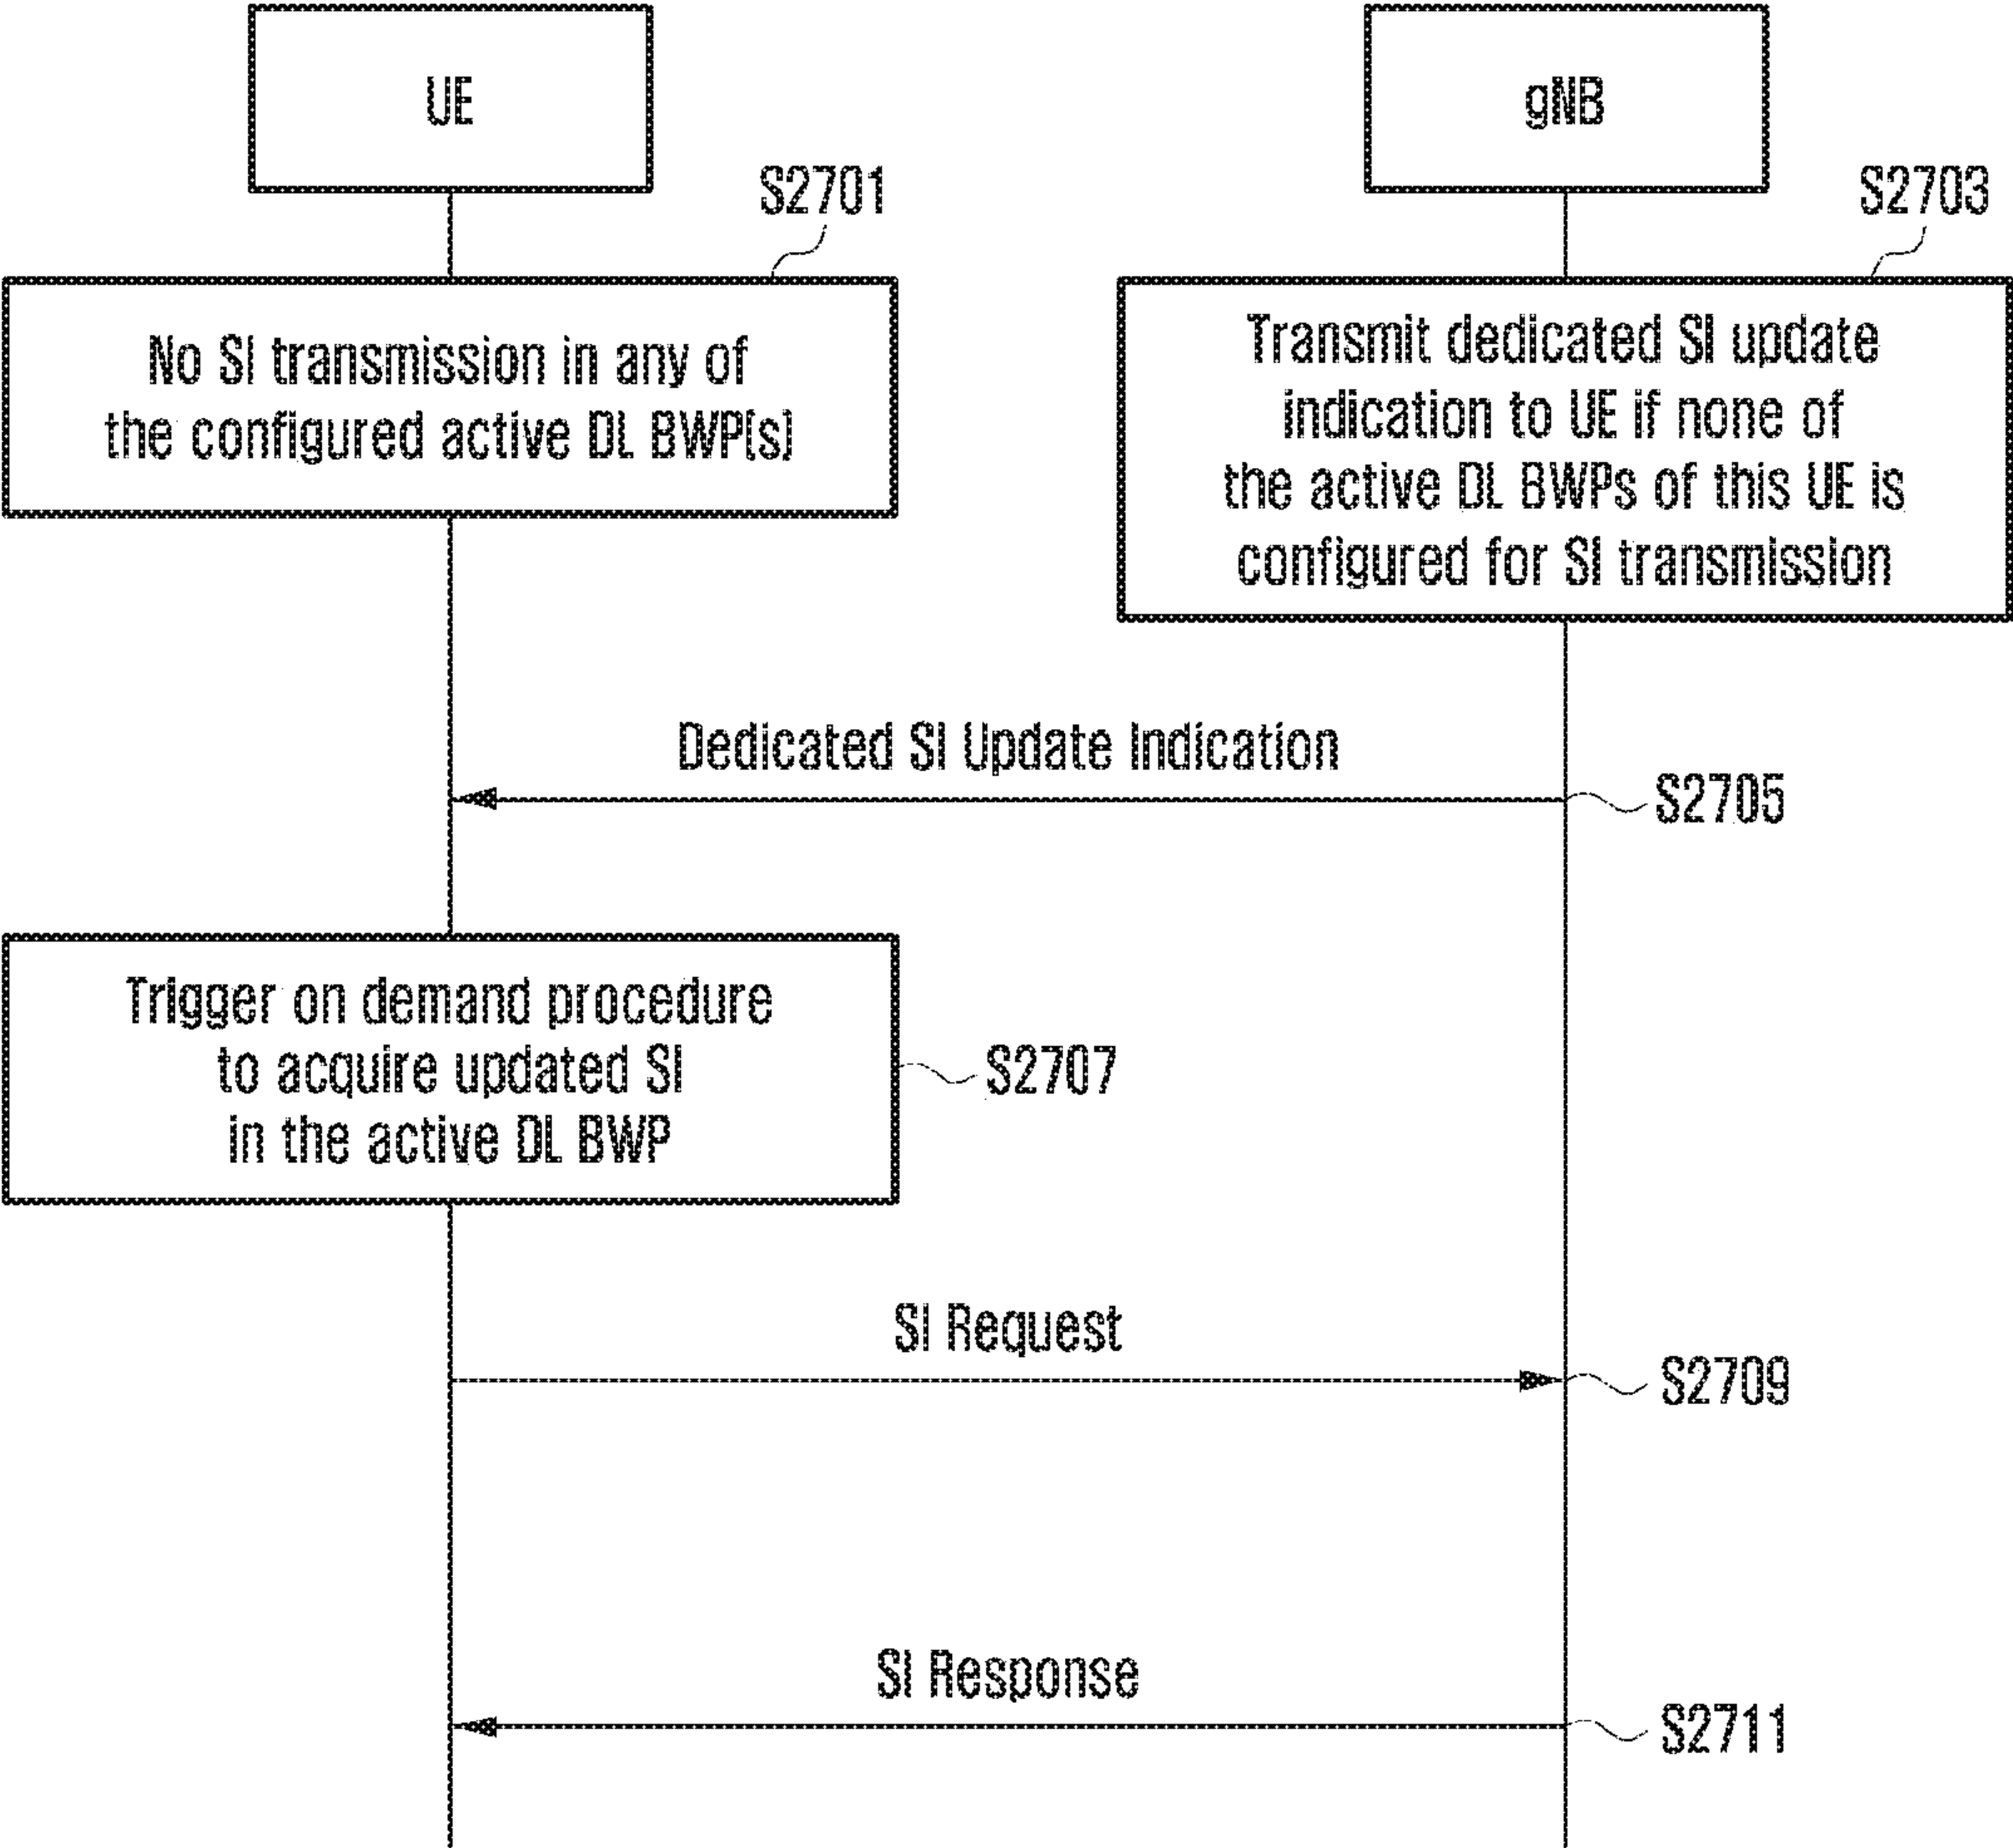 UE
gNB
S2701
S2703
No SI transmission in any of
the configured active DL BWP(s)
Transmit dedicated SI update
indication to UE if none of
the active DL BWPs of this UE is
configured for SI transmission
Dedicated SI Update Indication
S2705
Trigger on demand procedure
to acquire updated SI
in the active DL BWP
S2707
SI Request
S2709
SI Response
S2711